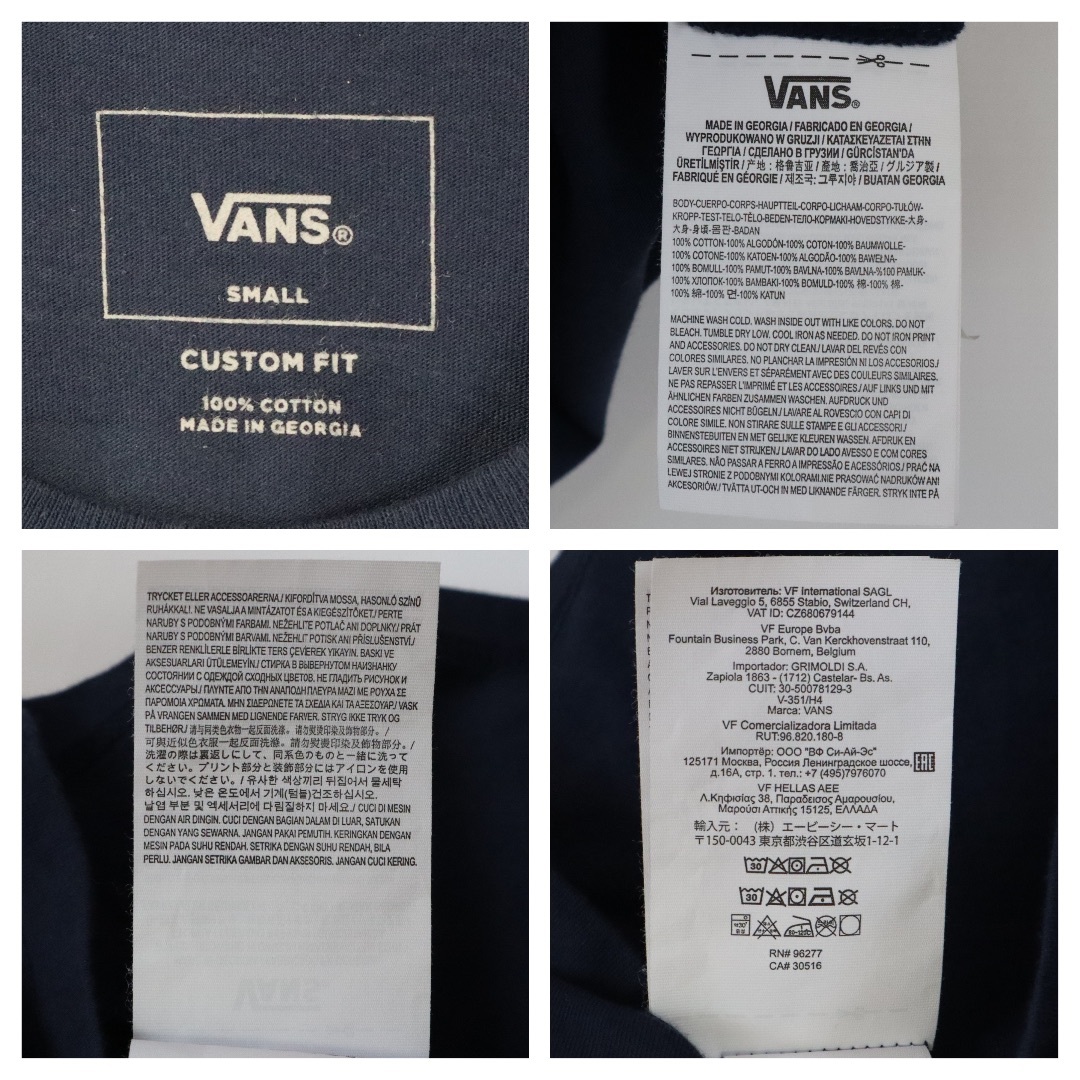 VANS®
SMALL
CUSTOM FIT
100% COTTON
MADE IN GEORGIA
VANS®
MADE IN GEORGIA / FABRICADO EN GEORGIA /
WYPRODUKOWANO W GRUZJI / ΚΑΤΑΣΚΕΥΑΖΕΤΑΙ ΣΤΗΝ
ΓΕΩΡΓΙΑ / СДЕЛАНО В ГРУЗИИ / GÜRCİSTAN'DA
ÜRETİLMİŞTİR / 产地：格鲁吉亚 / 產地：喬治亞 / グルジア製 /
FABRIQUÉ EN GÉORGIE / 제조국: 그루지야 / BUATAN GEORGIA
BODY-CUERPO-CORPS-HAUPTTEIL-CORPO-LICHAAM-CORPO-TUŁÓW-
KROPP-TEST-TELO-TĚLO-BEDEN-ТЕЛО-ΚΟΡΜΑΚΙ-HOVEDSTYKKE-大身-
大身-身頃-몸판-BADAN
100% COTTON-100% ALGODÓN-100% COTON-100% BAUMWOLLE-
100% COTONE-100% KATOEN-100% ALGODÃO-100% BAWEŁNA-
100% BOMULL-100% PAMUT-100% BAVLNA-100% BAVLNA-%100 PAMUK-
100% ХЛОПОК-100% ΒΑΜΒΑΚΙ-100% BOMULD-100% 棉-100% 棉-
100% 綿-100% 면-100% KATUN
MACHINE WASH COLD. WASH INSIDE OUT WITH LIKE COLORS. DO NOT
BLEACH. TUMBLE DRY LOW. COOL IRON AS NEEDED. DO NOT IRON PRINT
AND ACCESSORIES. DO NOT DRY CLEAN./ LAVAR DEL REVÉS CON
COLORES SIMILARES. NO PLANCHAR LA IMPRESIÓN NI LOS ACCESORIOS./
LAVER SUR L'ENVERS ET SÉPARÉMENT AVEC DES COULEURS SIMILAIRES.
NE PAS REPASSER L'IMPRIMÉ ET LES ACCESSOIRES./ AUF LINKS UND MIT
ÄHNLICHEN FARBEN ZUSAMMEN WASCHEN. AUFDRUCK UND
ACCESSOIRES NICHT BÜGELN./ LAVARE AL ROVESCIO CON CAPI DI
COLORE SIMILE. NON STIRARE SULLE STAMPE E GLI ACCESSORI./
BINNENSTEBUITEN EN MET GELIJKE KLEUREN WASSEN. AFDRUK EN
ACCESSOIRES NIET STRIJKEN./ LAVAR DO LADO AVESSO E COM CORES
SIMILARES. NÃO PASSAR A FERRO A IMPRESSÃO E ACESSÓRIOS./ PRAĆ NA
LEWEJ STRONIE Z PODOBNYMI KOLORAMI.NIE PRASOWAĆ NADRUKÓW ANI
AKCESORIÓW./ TVÄTTA UT-OCH IN MED LIKNANDE FÄRGER. STRYK INTE PÅ
TRYCKET ELLER ACCESSOARERNA./ KIFORDÍTVA MOSSA, HASONLÓ SZÍNŰ
RUHÁKKAL!. NE VASALJA A MINTÁZATOT ÉS A KIEGÉSZÍTŐKET!/ PERTE
NARUBY S PODOBNÝMI FARBAMI. NEŽEHLITE POTLAČ ANI DOPLNKY./ PRÁT
NARUBY S PODOBNÝMI BARVAMI. NEŽEHLIT POTISK ANI PŘÍSLUŠENSTVÍ./
BENZER RENKLİLERLE BİRLİKTE TERS ÇEVİEREK YIKAYIN. BASKI VE
AKSESUARLARI ÜTÜLEMEYİN./ СТИРКА В ВЫВЕРНУТОМ НАИЗНАНКУ
СОСТОЯНИИ С ОДЕЖДОЙ СХОДНЫХ ЦВЕТОВ. НЕ ГЛАДИТЬ РИСУНОК И
АКСЕССУАРЫ./ ΠΛΥΝΤΕ ΑΠΟ ΤΗΝ ΑΝΑΠΟΔΗ ΠΛΕΥΡΑ ΜΑΖΙ ΜΕ ΡΟΥΧΑ ΣΕ
ΠΑΡΟΜΟΙΑ ΧΡΩΜΑΤΑ. ΜΗΝ ΣΙΔΕΡΩΝΕΤΕ ΤΑ ΣΧΕΔΙΑ ΚΑΙ ΤΑ ΑΞΕΣΟΥΑΡ./ VASK
PÅ VRANGEN SAMMEN MED LIGNENDE FARVER. STRYG IKKE TRYK OG
TILBEHØR./ 请与同类色衣物一起反面洗涤。请勿熨烫印染及饰物部分。/
可與近似色衣服一起反面洗滌。請勿熨燙印染及飾物部分。/
洗濯の際は裏返しにして、同系色のものと一緒に洗って
ください。プリント部分と装飾部分にはアイロンを使用
しないでください。/ 유사한 색상끼리 뒤집어서 물세탁
하십시오. 낮은 온도에서 기계(텀블)건조하십시오.
날염 부분 및 액세서리에 다림질하지 마세요./ CUCI DI MESIN
DENGAN AIR DINGIN. CUCI DENGAN BAGIAN DALAM DI LUAR, SATUKAN
DENGAN YANG SEWARNA. JANGAN PAKAI PEMUTIH. KERINGKAN DENGAN
MESIN PADA SUHU RENDAH. SETRIKA DENGAN SUHU RENDAH, BILA
PERLU. JANGAN SETRIKA GAMBAR DAN AKSESORIS. JANGAN CUCI KERING.
Изготовитель: VF International SAGL
Vial Laveggio 5, 6855 Stabio, Switzerland CH,
VAT ID: CZ680679144
VF Europe Bvba
Fountain Business Park, C. Van Kerckhovenstraat 110,
2880 Bornem, Belgium
Importador: GRIMOLDI S.A.
Zapiola 1863 - (1712) Castelar- Bs. As.
CUIT: 30-50078129-3
V-351/H4
Marca: VANS
VF Comercializadora Limitada
RUT:96.820.180-8
Импортёр: ООО "ВФ Си-Ай-Эс"
125171 Москва, Россия Ленинградское шоссе,
д.16А, стр. 1. тел.: +7 (495)7976070
EAC
VF HELLAS AEE
Λ.Κηφισίας 38, Παραδεισος Αμαρουσίου,
Μαρούσι Αττικής 15125, ΕΛΛΑΔΑ
輸入元：（株）エービーシー・マート
〒150-0043 東京都渋谷区道玄坂1-12-1
30
30
RN# 96277
CA# 30516